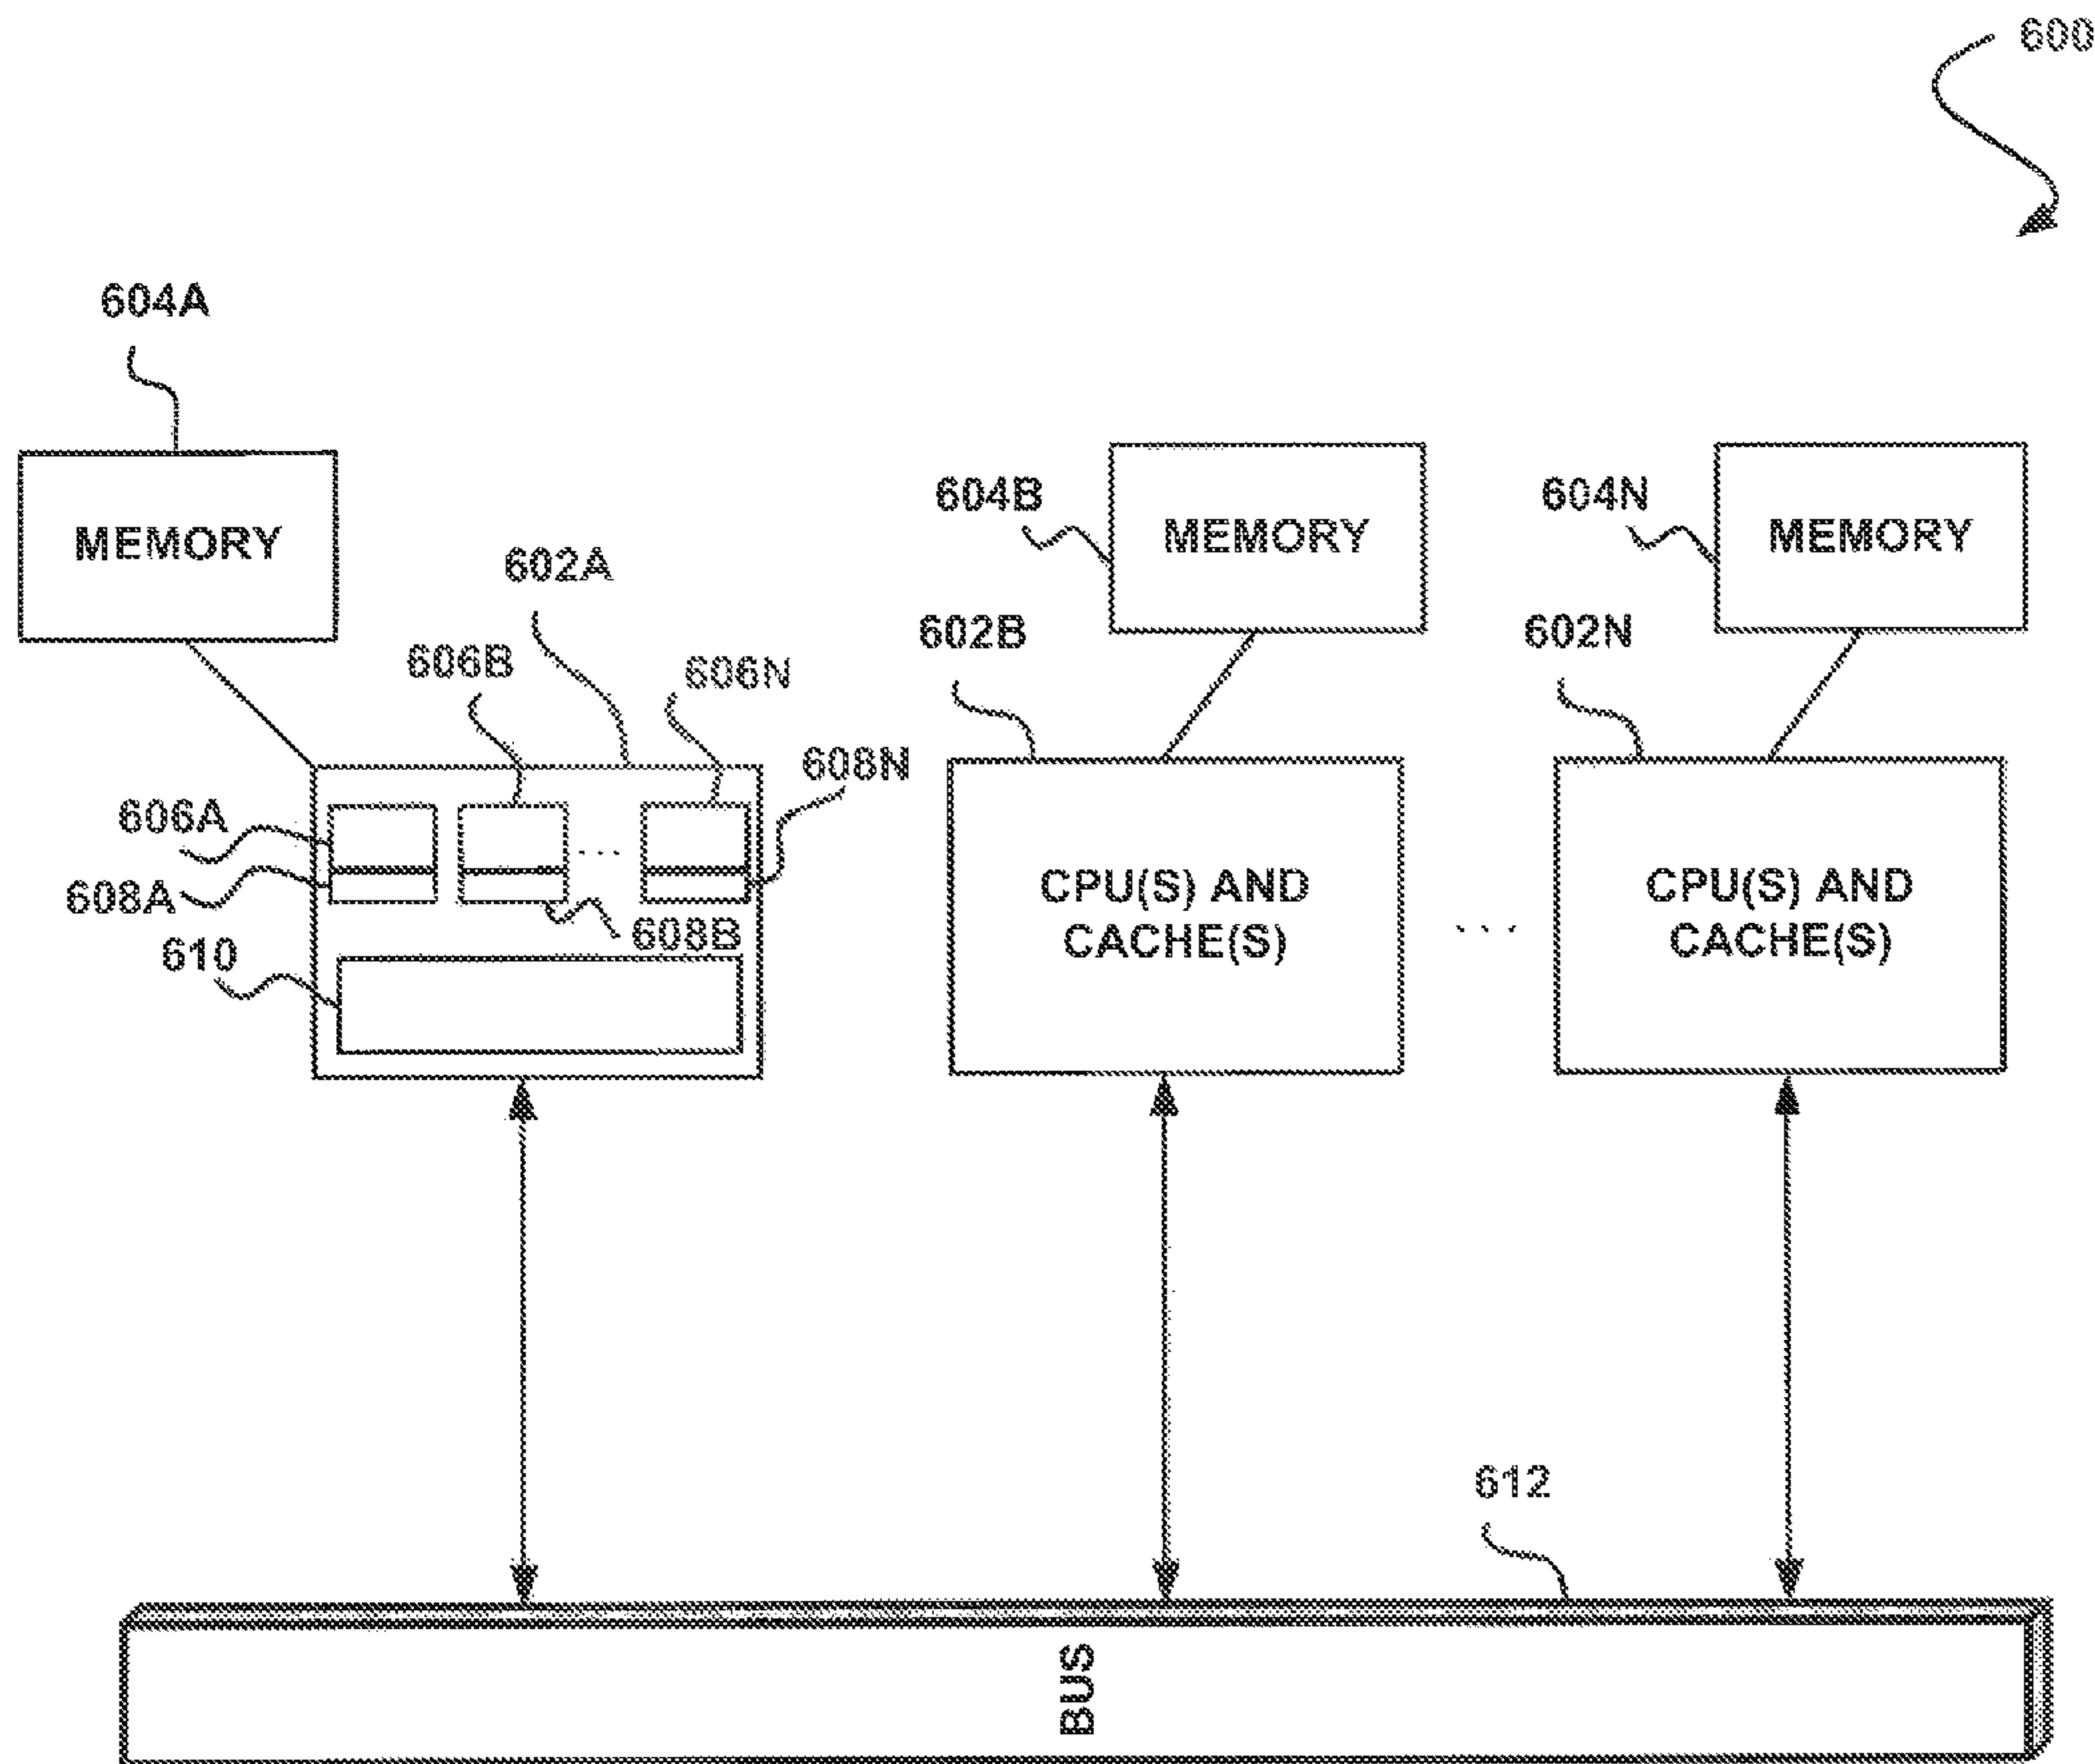 600
604A
MEMORY
604B
MEMORY
604N
MEMORY
602A
602B
602N
606B
606N
608N
606A
608A
608B
610
. . .
CPU(S) AND
CACHE(S)
. . .
CPU(S) AND
CACHE(S)
612
BUS